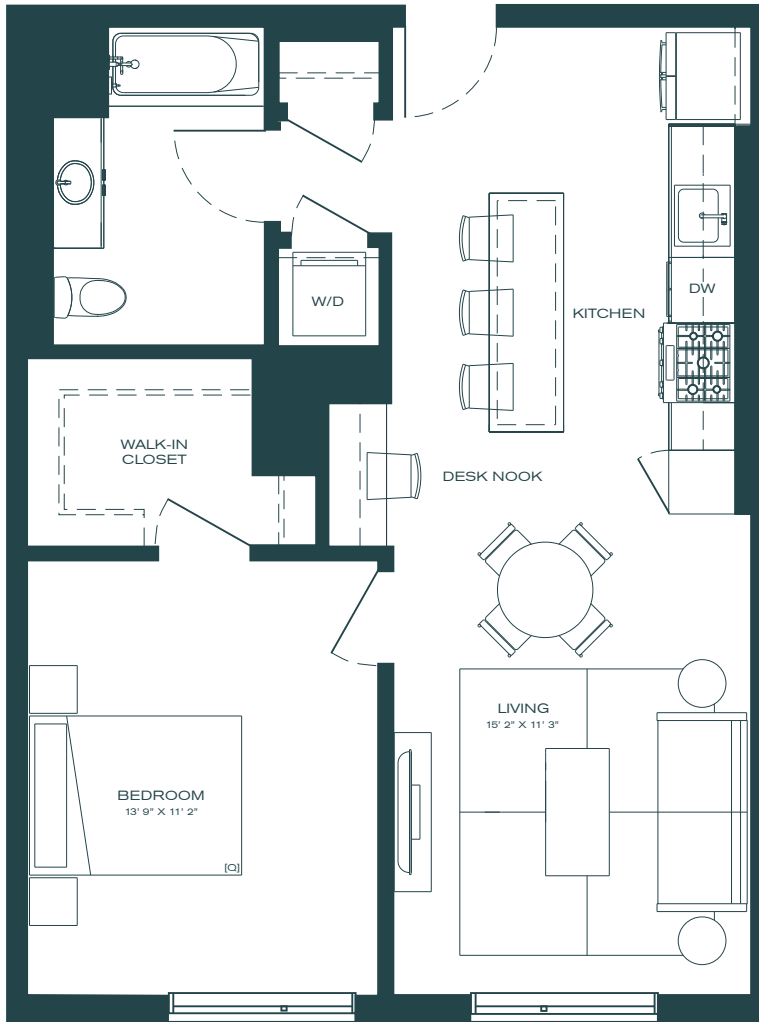 W/D
DW
KITCHEN
WALK-IN
CLOSET
DESK NOOK
LIVING
15' 2" X 11' 3"
BEDROOM
13' 9" X 11' 2"
[Q]